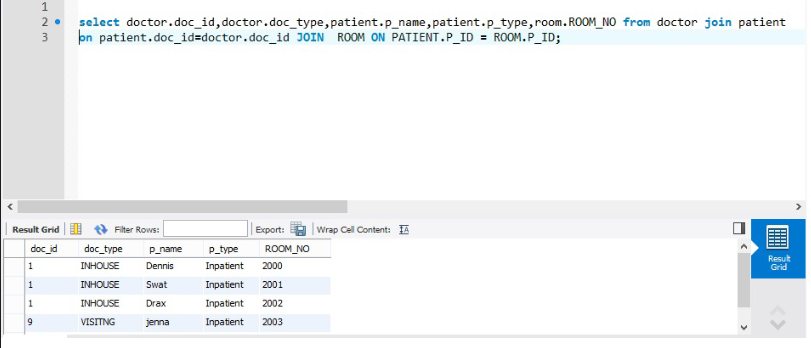 1
2 select doctor.doc_id,doctor.doc_type,patient.p_name,patient.p_type,room.ROOM_NO from doctor join patient
3 on patient.doc_id=doctor.doc_id JOIN ROOM ON PATIENT.P_ID = ROOM.P_ID;
Result Grid Filter Rows: Export: Wrap Cell Content: IA
doc_id doc_type p_name p_type ROOM_NO
1 INHOUSE Dennis Inpatient 2000
1 INHOUSE Swat Inpatient 2001
1 INHOUSE Drax Inpatient 2002
9 VISITNG jenna Inpatient 2003
Result
Grid